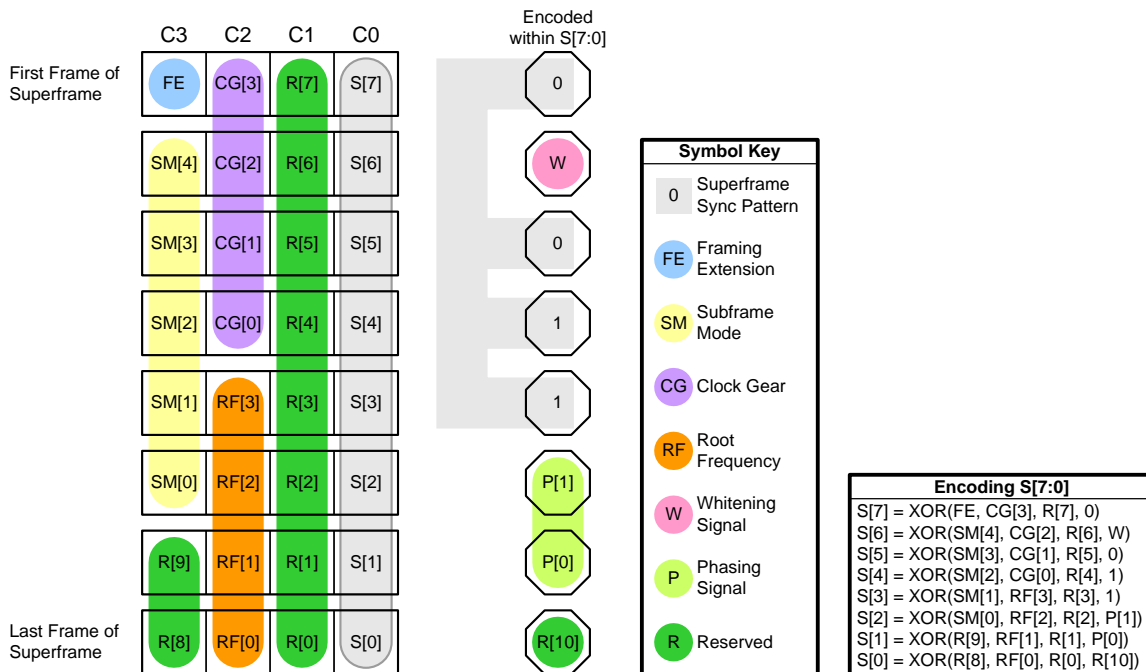 Encoded
within S[7:0]
C3 C2 C1 C0
First Frame of
Superframe
FE CG[3] R[7] S[7] 0
SM[4] CG[2] R[6] S[6] W
SM[3] CG[1] R[5] S[5] 0
SM[2] CG[0] R[4] S[4] 1
SM[1] RF[3] R[3] S[3] 1
SM[0] RF[2] R[2] S[2] P[1]
R[9] RF[1] R[1] S[1] P[0]
Last Frame of
Superframe
R[8] RF[0] R[0] S[0] R[10]
Symbol Key
0 Superframe
Sync Pattern
FE Framing
Extension
SM Subframe
Mode
CG Clock Gear
RF Root
Frequency
W Whitening
Signal
P Phasing
Signal
R Reserved
Encoding S[7:0]
S[7] = XOR(FE, CG[3], R[7], 0)
S[6] = XOR(SM[4], CG[2], R[6], W)
S[5] = XOR(SM[3], CG[1], R[5], 0)
S[4] = XOR(SM[2], CG[0], R[4], 1)
S[3] = XOR(SM[1], RF[3], R[3], 1)
S[2] = XOR(SM[0], RF[2], R[2], P[1])
S[1] = XOR(R[9], RF[1], R[1], P[0])
S[0] = XOR(R[8], RF[0], R[0], R[10])